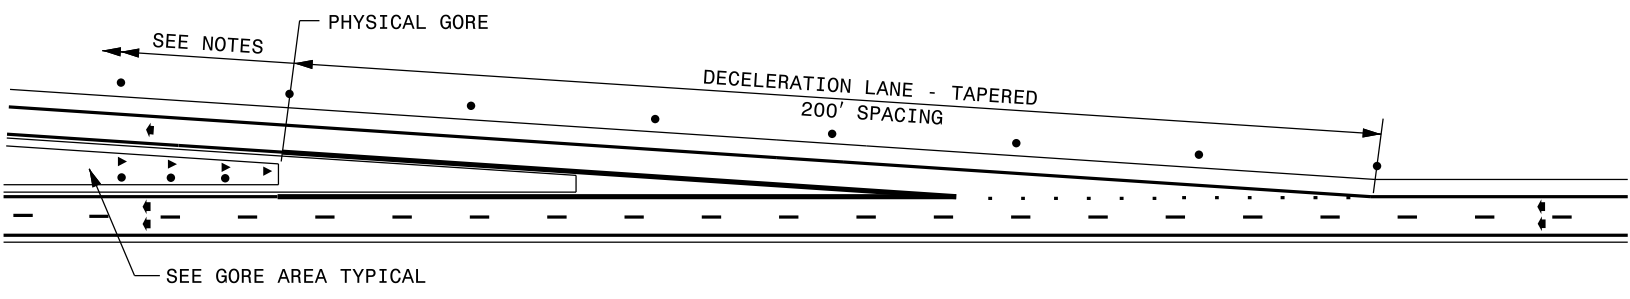 PHYSICAL GORE
SEE NOTES
DECELERATION LANE - TAPERED
200' SPACING
SEE GORE AREA TYPICAL